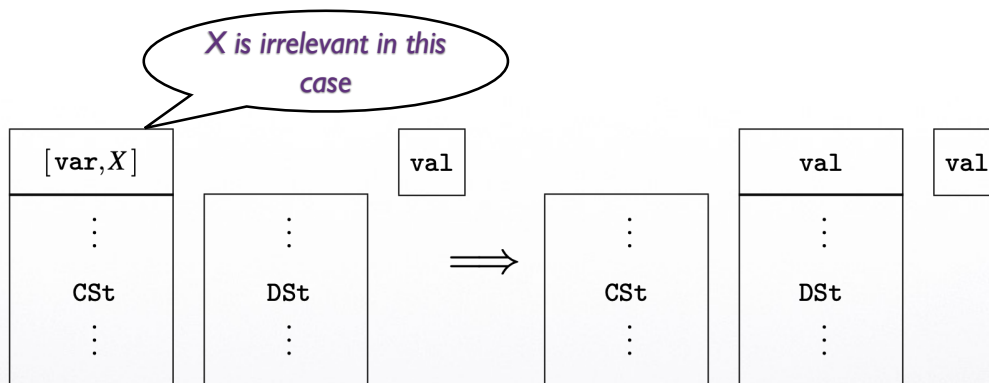 X is irrelevant in this
case
[var,X] val val val
⋮ ⋮ ⋮ ⋮
CSt DSt ⟹ CSt DSt
⋮ ⋮ ⋮ ⋮